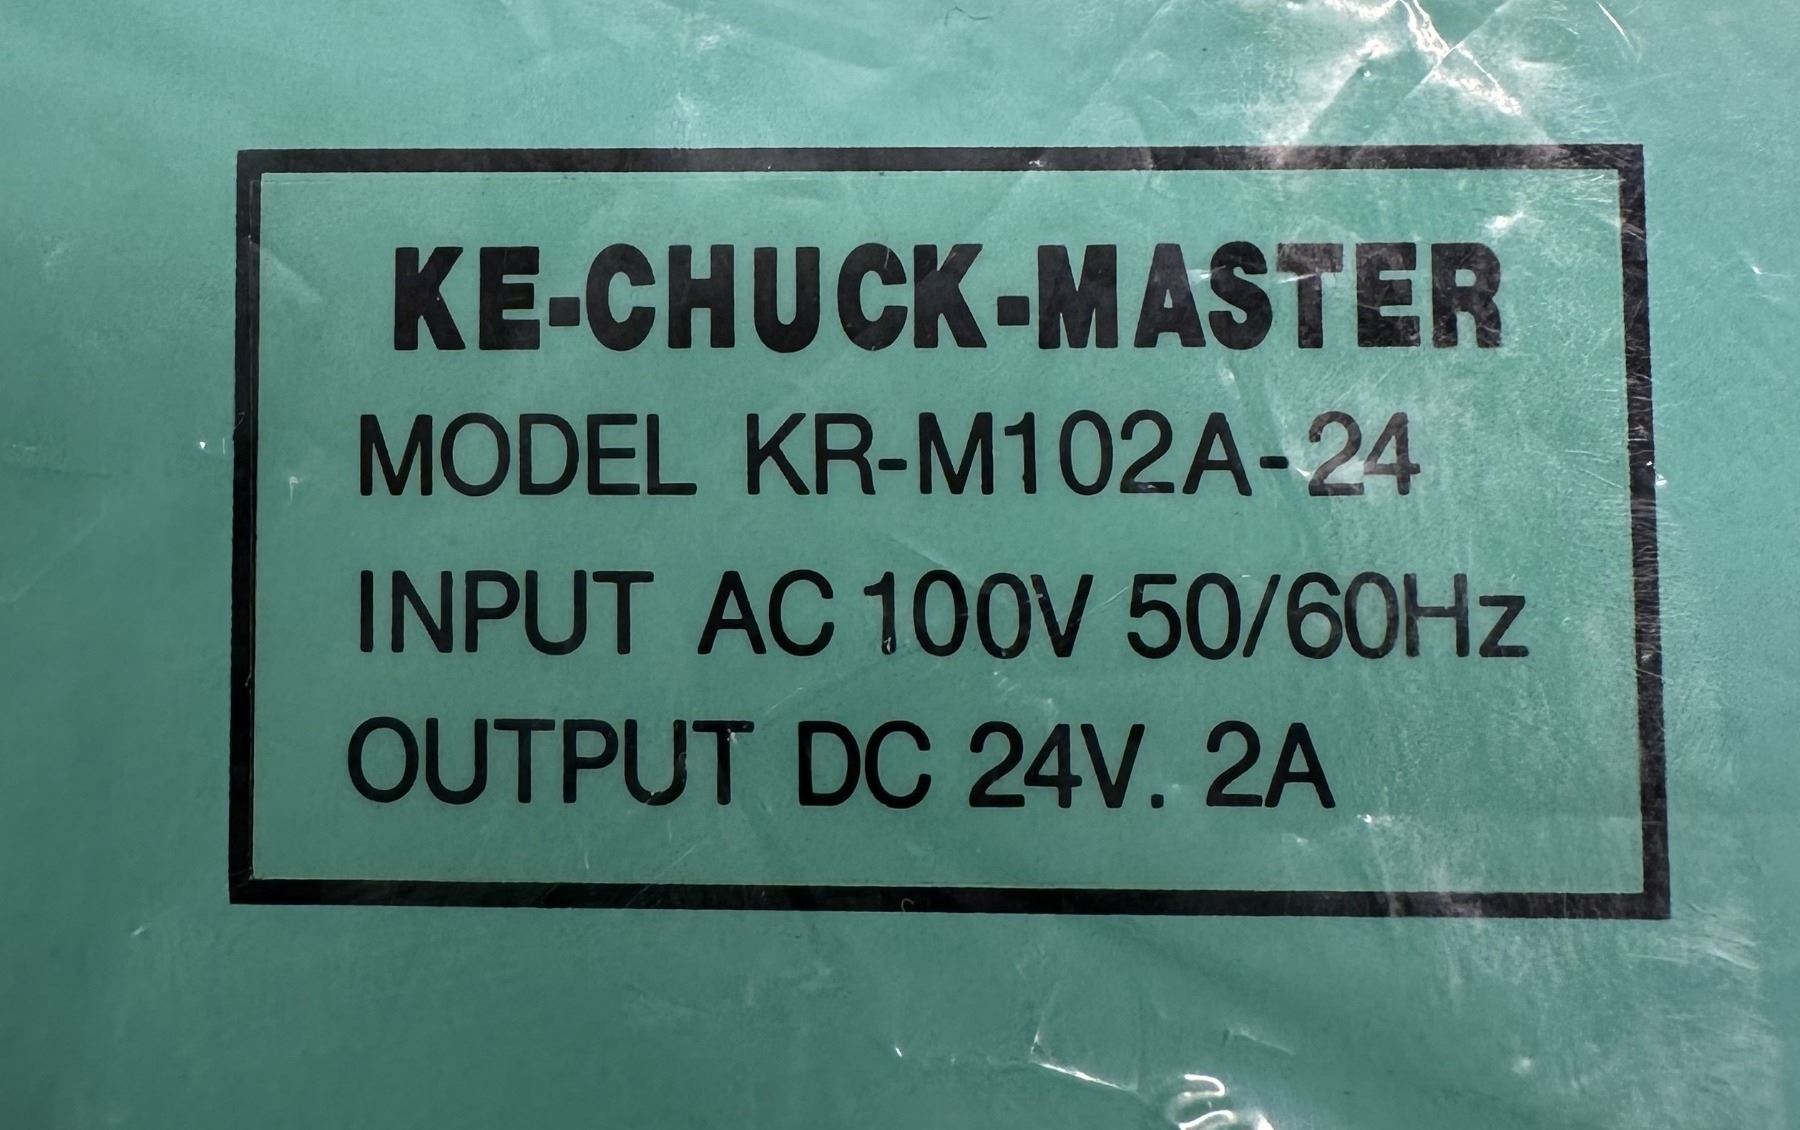 KE-CHUCK-MASTER
MODEL KR-M102A-24
INPUT AC 100V 50/60Hz
OUTPUT DC 24V. 2A